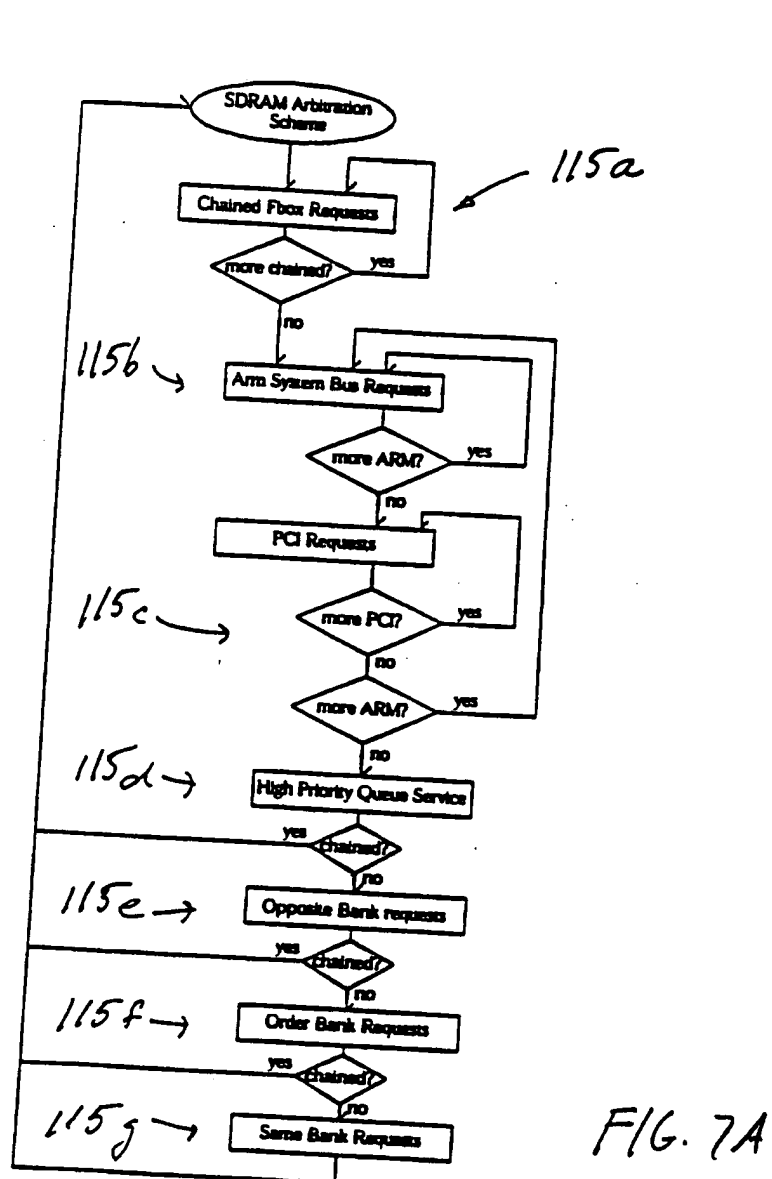 SDRAM Arbitration
Scheme
115a
Chained Fbox Requests
more chained?
yes
no
115b
Arm System Bus Requests
more ARM?
yes
no
PCI Requests
115c
more PCI?
yes
no
more ARM?
yes
no
115d
High Priority Queue Service
yes
chained?
no
115e
Opposite Bank requests
yes
chained?
no
115f
Order Bank Requests
yes
chained?
no
115g
Same Bank Requests
FIG. 7A